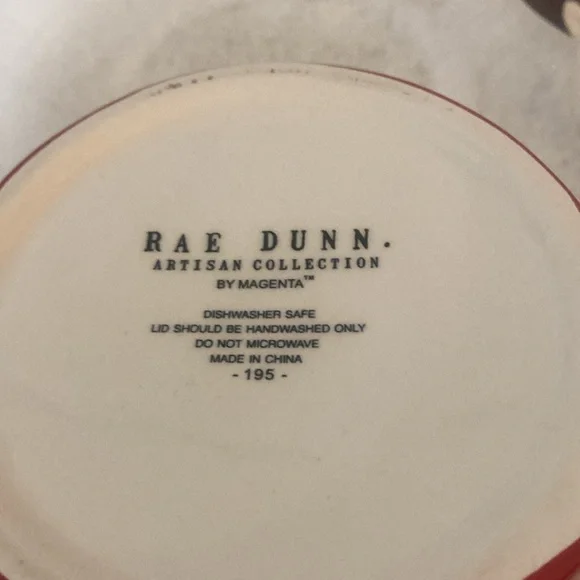 RAE DUNN.
ARTISAN COLLECTION
BY MAGENTA™
DISHWASHER SAFE
LID SHOULD BE HANDWASHED ONLY
DO NOT MICROWAVE
MADE IN CHINA
- 195 -